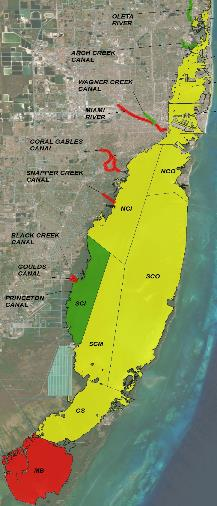 OLETA
RIVER
ARCH CREEK
CANAL
WAGNER CREEK
CANAL
MIAMI
RIVER
CORAL GABLES
CANAL
SNAPPER CREEK
CANAL
NCO
NCI
BLACK CREEK
CANAL
GOULDS
CANAL
SCO
PRINCETON
CANAL
SCI
SCM
CS
MB